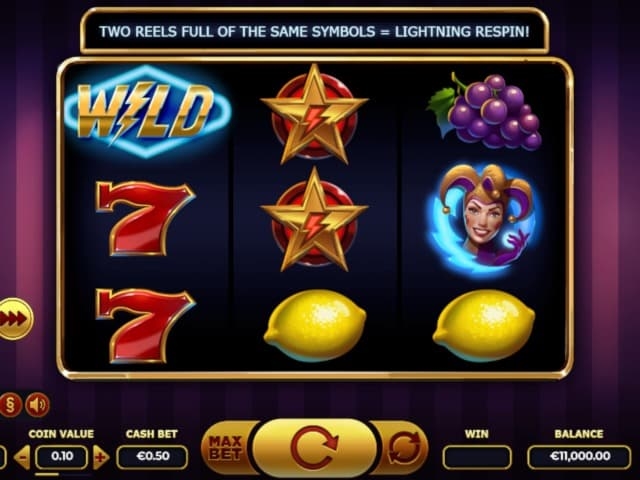 TWO REELS FULL OF THE SAME SYMBOLS = LIGHTNING RESPIN!
WILD
7
7
§
COIN VALUE
0.10
CASH BET
€0.50
MAX
BET
WIN
-
BALANCE
€11,000.00